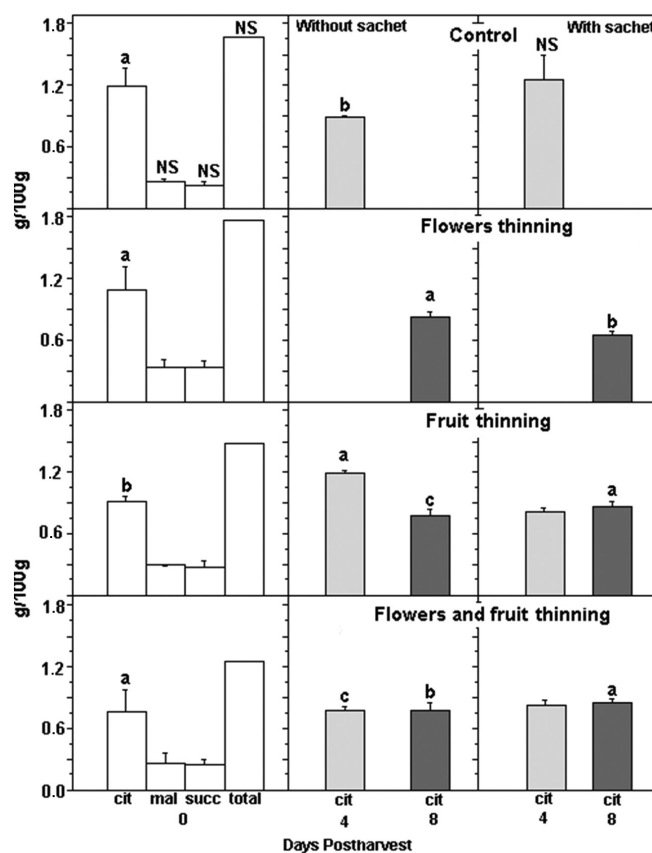 Without sachet
Control
With sachet
1.8
1.2
0.6
g/100g
a
NS
NS
NS
b
NS
Flowers thinning
1.8
1.2
0.6
a
a
b
Fruit thinning
1.8
1.2
0.6
g/100g
b
a
c
a
Flowers and fruit thinning
1.8
1.2
0.6
0.0
a
c
b
a
cit mal succ total cit cit cit cit
0 4 8 4 8
Days Postharvest